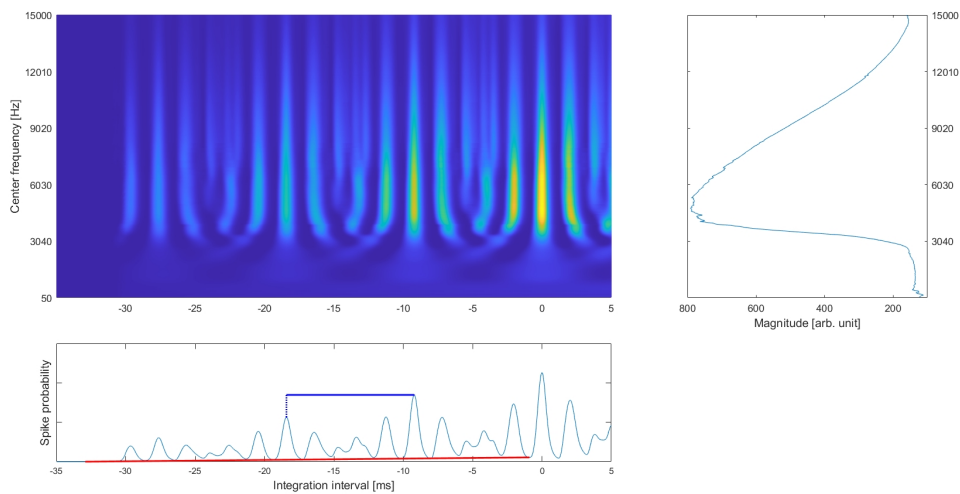 15000
12010
9020
6030
3040
50
Center frequency [Hz]
-30 -25 -20 -15 -10 -5 0 5
15000
12010
9020
6030
3040
800 600 400 200
Magnitude [arb. unit]
Spike probability
-35 -30 -25 -20 -15 -10 -5 0 5
Integration interval [ms]